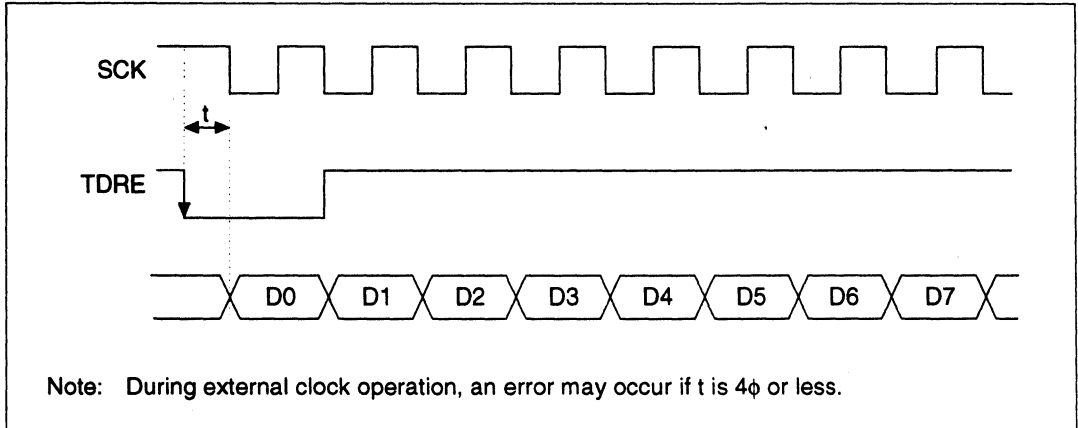 SCK
t
TDRE
D0 D1 D2 D3 D4 D5 D6 D7
Note: During external clock operation, an error may occur if t is 4ϕ or less.